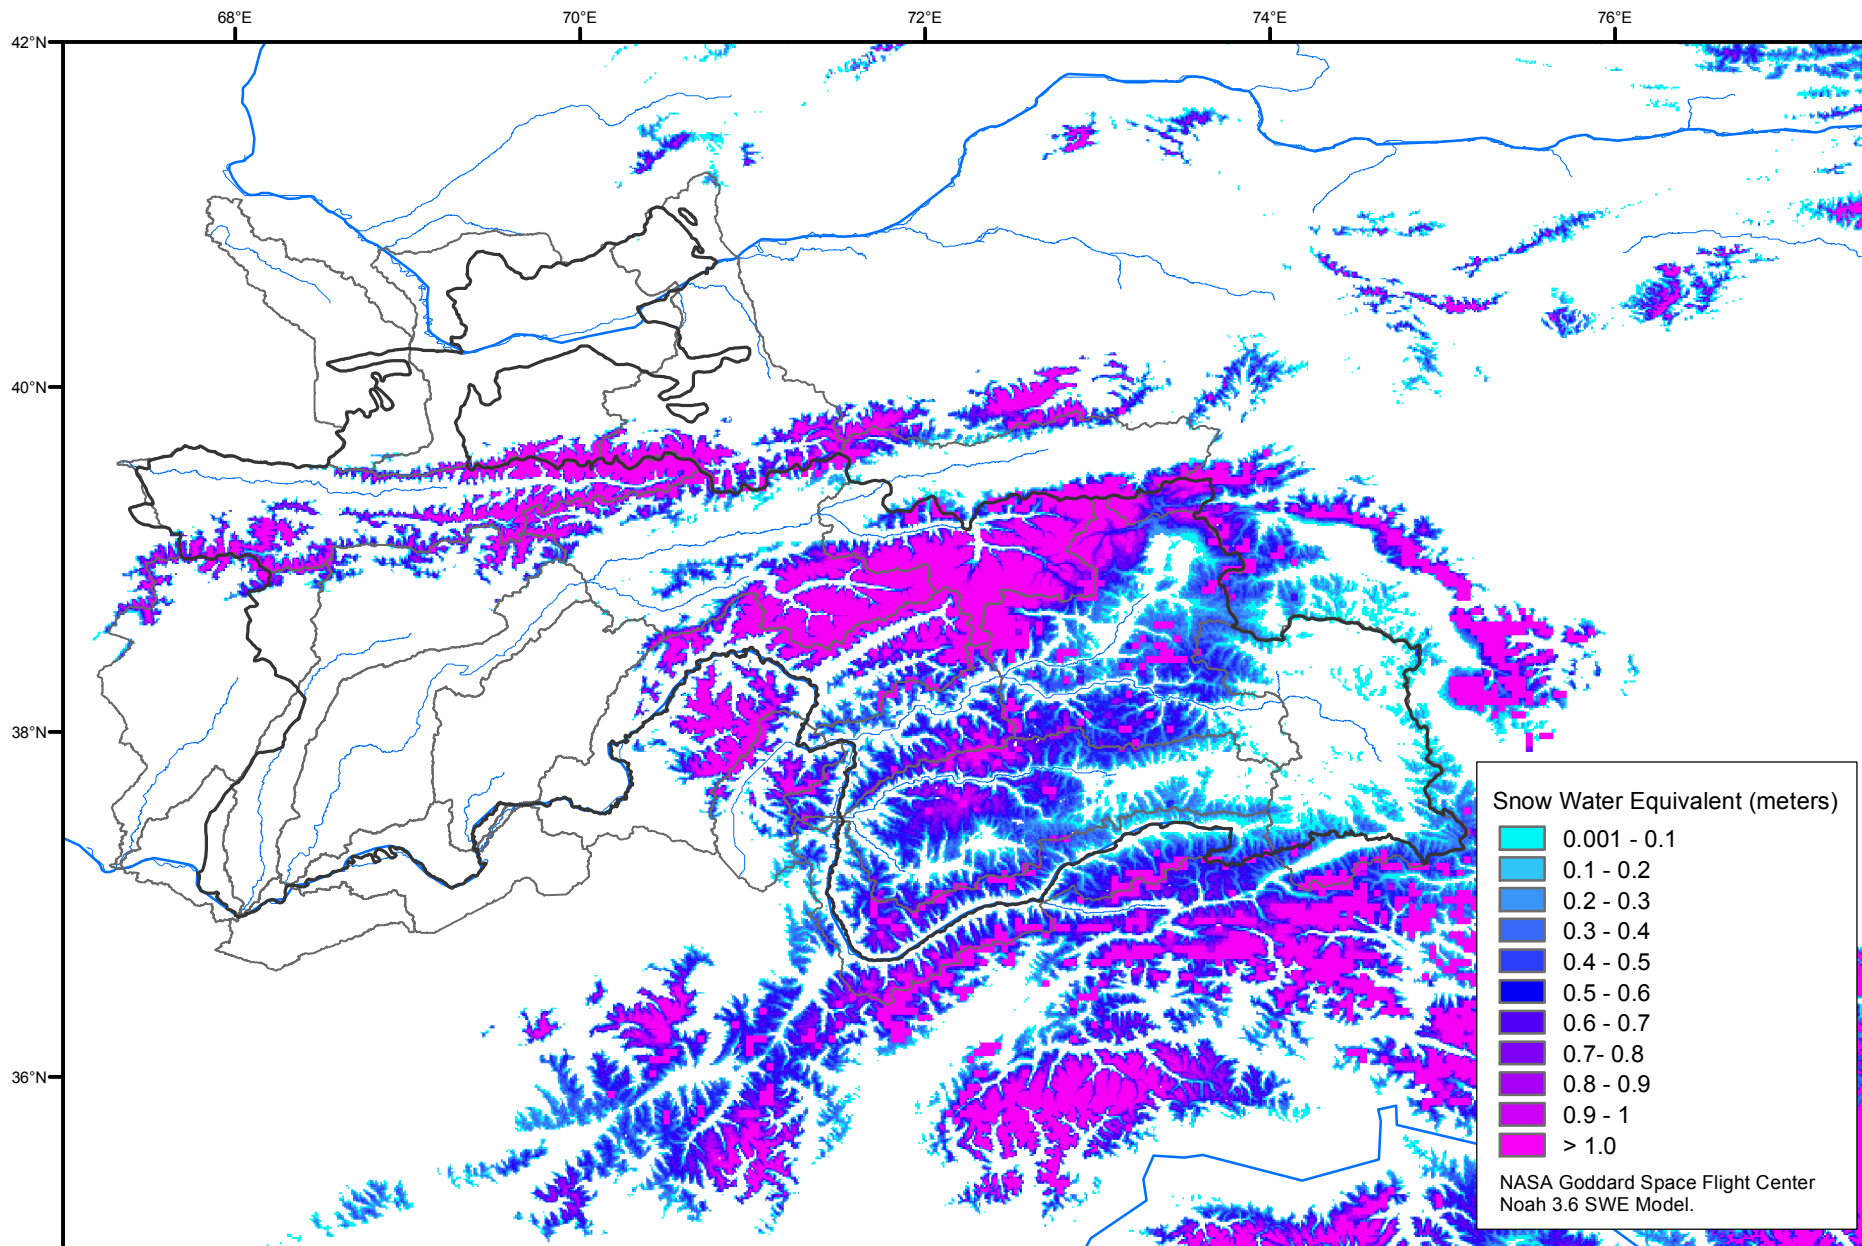 68°E 70°E 72°E 74°E 76°E
42°N
40°N
38°N
36°N
Snow Water Equivalent (meters)
0.001 - 0.1
0.1 - 0.2
0.2 - 0.3
0.3 - 0.4
0.4 - 0.5
0.5 - 0.6
0.6 - 0.7
0.7- 0.8
0.8 - 0.9
0.9 - 1
> 1.0
NASA Goddard Space Flight Center
Noah 3.6 SWE Model.